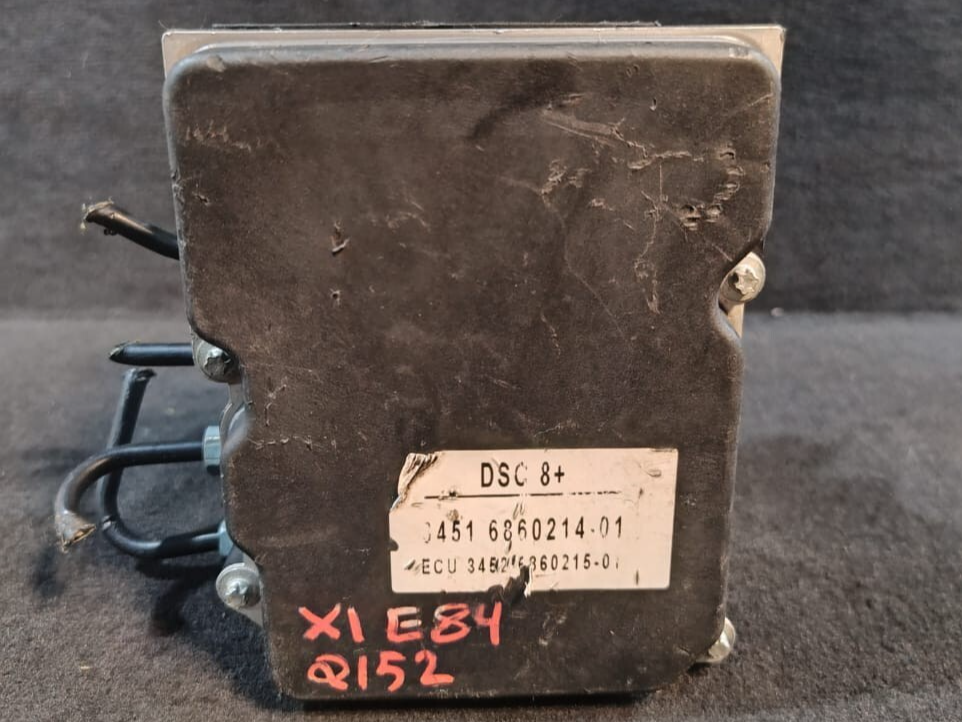 DSC 8+
3451 6860214-01
ECU 3452 6860215-01
X1 E84
Q152